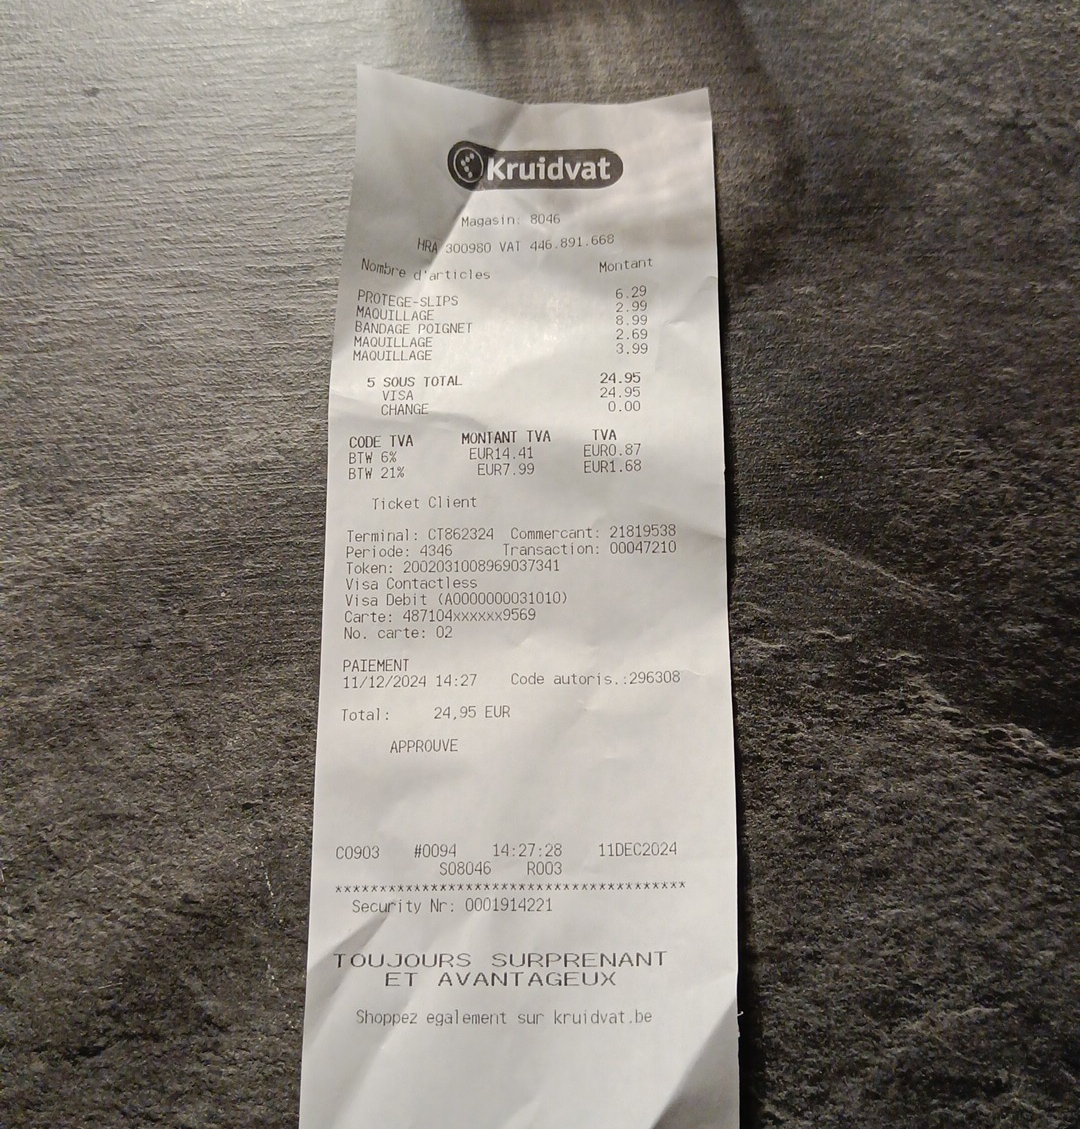 Kruidvat
Magasin: 8046
HRA 300980 VAT 446.891.668
Nombre d'articles Montant
PROTEGE-SLIPS 6.29
MAQUILLAGE 2.99
BANDAGE POIGNET 8.99
MAQUILLAGE 2.69
MAQUILLAGE 3.99
5 SOUS TOTAL 24.95
VISA 24.95
CHANGE 0.00
CODE TVA MONTANT TVA TVA
BTW 6% EUR14.41 EUR0.87
BTW 21% EUR7.99 EUR1.68
Ticket Client
Terminal: CT862324 Commercant: 21819538
Periode: 4346 Transaction: 00047210
Token: 2002031008969037341
Visa Contactless
Visa Debit (A0000000031010)
Carte: 487104xxxxxx9569
No. carte: 02
PAIEMENT
11/12/2024 14:27 Code autoris.:296308
Total: 24,95 EUR
APPROUVE
C0903 #0094 14:27:28 11DEC2024
S08046 R003
****************************************
Security Nr: 0001914221
TOUJOURS SURPRENANT
ET AVANTAGEUX
Shoppez egalement sur kruidvat.be